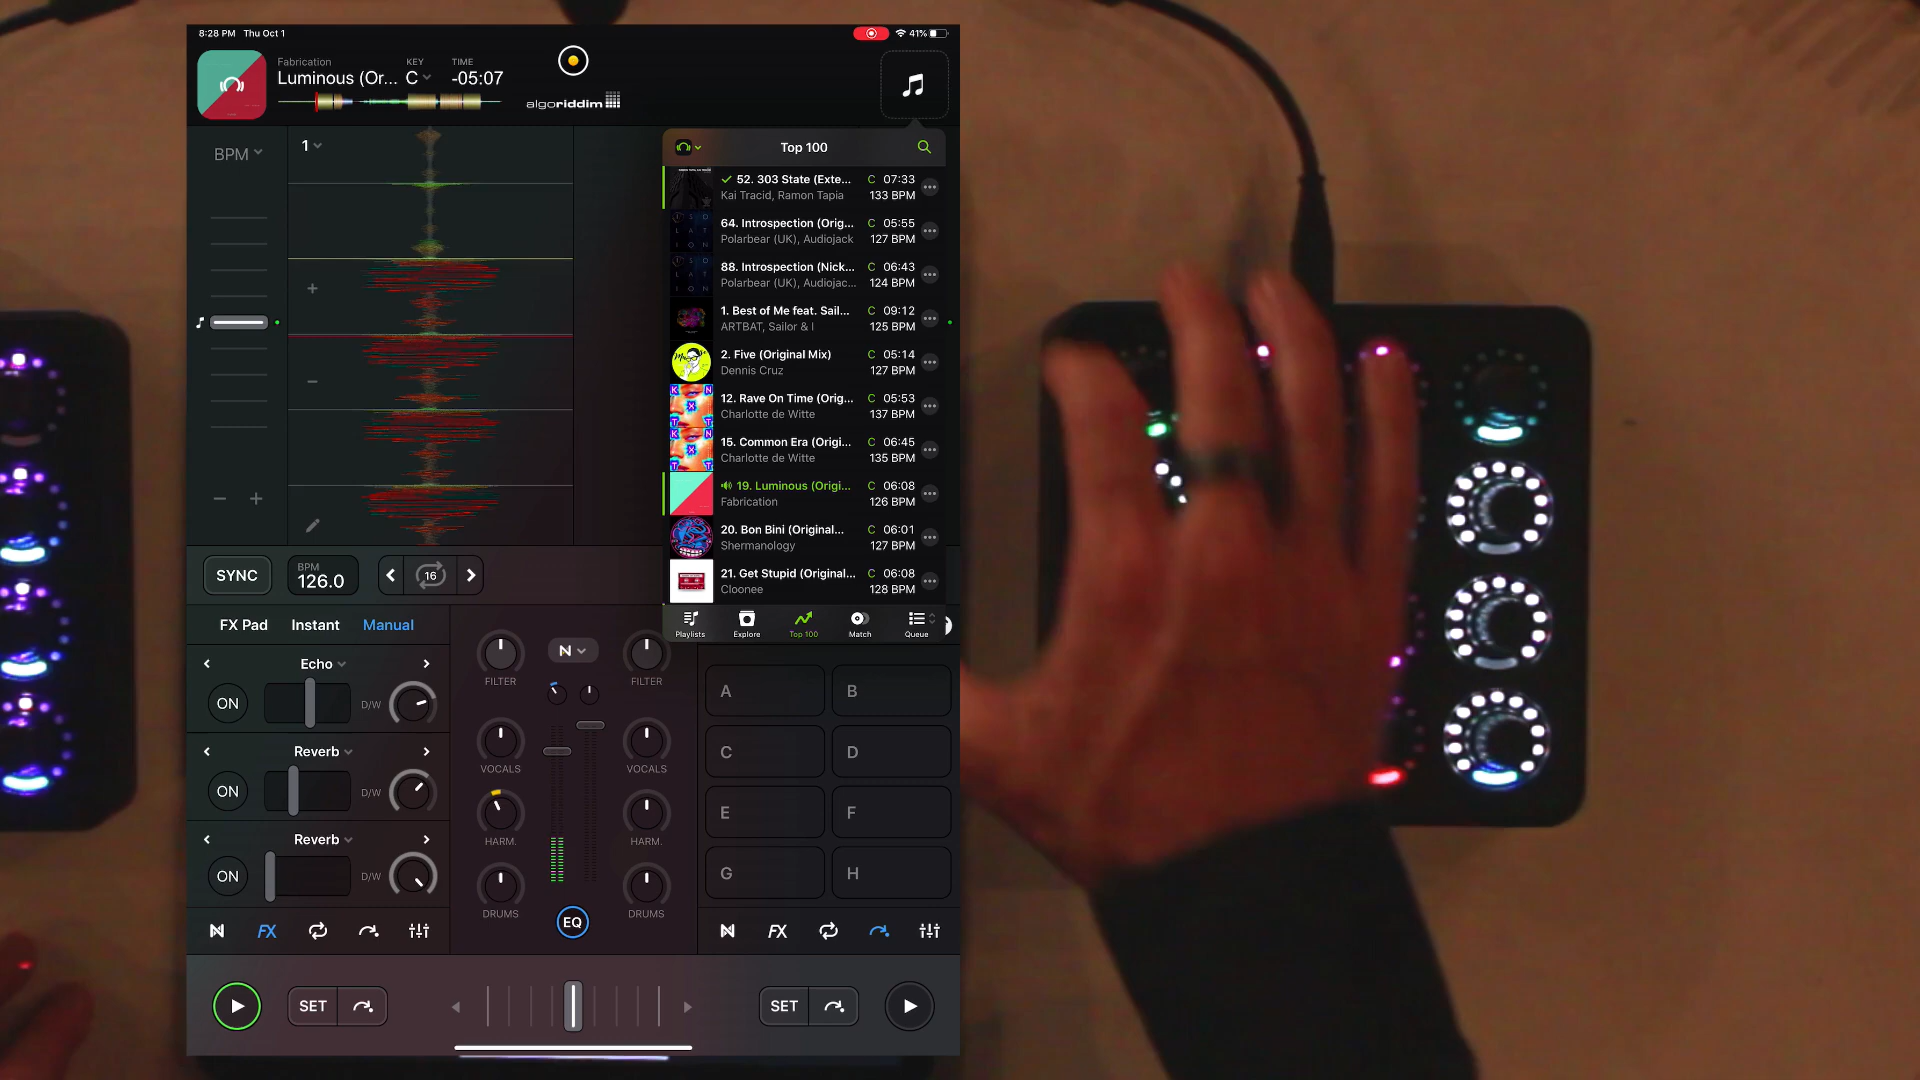 8:28 PM Thu Oct 1
41%
Fabrication
KEY
TIME
Luminous (Or...
C
-05:07
algoriddim
BPM
1
Top 100
52. 303 State (Exte...
C 07:33
Kai Tracid, Ramon Tapia
133 BPM
64. Introspection (Orig...
C 05:55
Polarbear (UK), Audiojack
127 BPM
88. Introspection (Nick...
C 06:43
Polarbear (UK), Audiojac...
124 BPM
1. Best of Me feat. Sail...
C 09:12
ARTBAT, Sailor & I
125 BPM
2. Five (Original Mix)
C 05:14
Dennis Cruz
127 BPM
12. Rave On Time (Orig...
C 05:53
Charlotte de Witte
137 BPM
15. Common Era (Origi...
C 06:45
Charlotte de Witte
135 BPM
19. Luminous (Origi...
C 06:08
Fabrication
126 BPM
20. Bon Bini (Original...
C 06:01
Shermanology
127 BPM
21. Get Stupid (Original...
C 06:08
Cloonee
128 BPM
Playlists
Explore
Top 100
Match
Queue
SYNC
BPM
126.0
16
FX Pad
Instant
Manual
Echo
ON
D/W
Reverb
ON
D/W
Reverb
ON
D/W
FX
FILTER
N
FILTER
VOCALS
VOCALS
HARM.
HARM.
DRUMS
DRUMS
EQ
A
B
C
D
E
F
G
H
FX
SET
SET